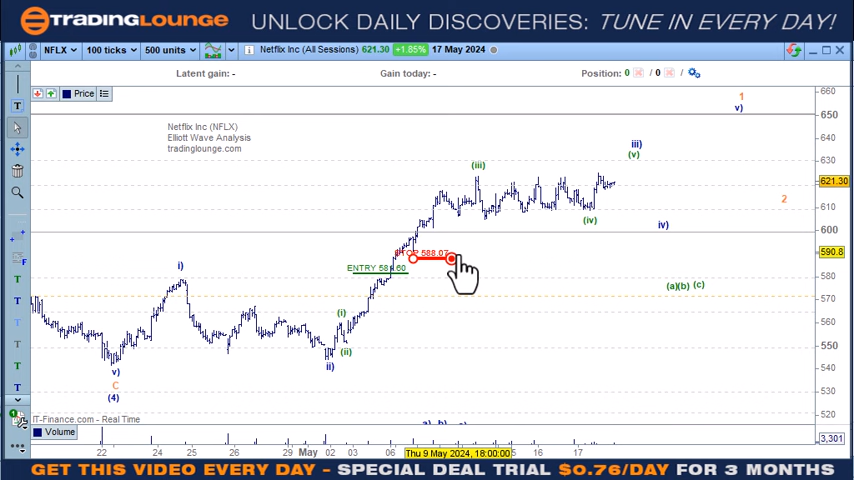 TRADINGLOUNGE
UNLOCK DAILY DISCOVERIES: TUNE IN EVERY DAY!
NFLX
100 ticks
500 units
Netflix Inc (All Sessions) 621.30 +1.85% 17 May 2024
Latent gain: -
Gain today: -
Position: 0 / 0 /
Price
Netflix Inc (NFLX)
Elliott Wave Analysis
tradinglounge.com
1
v)
660
650
640
630
621.30
610
600
590.8
580
570
560
550
540
530
520
iii)
(v)
(iii)
2
(iv)
iv)
STOP 588.07
ENTRY 581.60
i)
(a)(b) (c)
(i)
(ii)
ii)
v)
C
(4)
IT-Finance.com - Real Time
Volume
3,301
22
24
25
26
29
May
02
03
06
Thu 9 May 2024, 18:00:00
16
17
GET THIS VIDEO EVERY DAY - SPECIAL DEAL TRIAL $0.76/DAY FOR 3 MONTHS